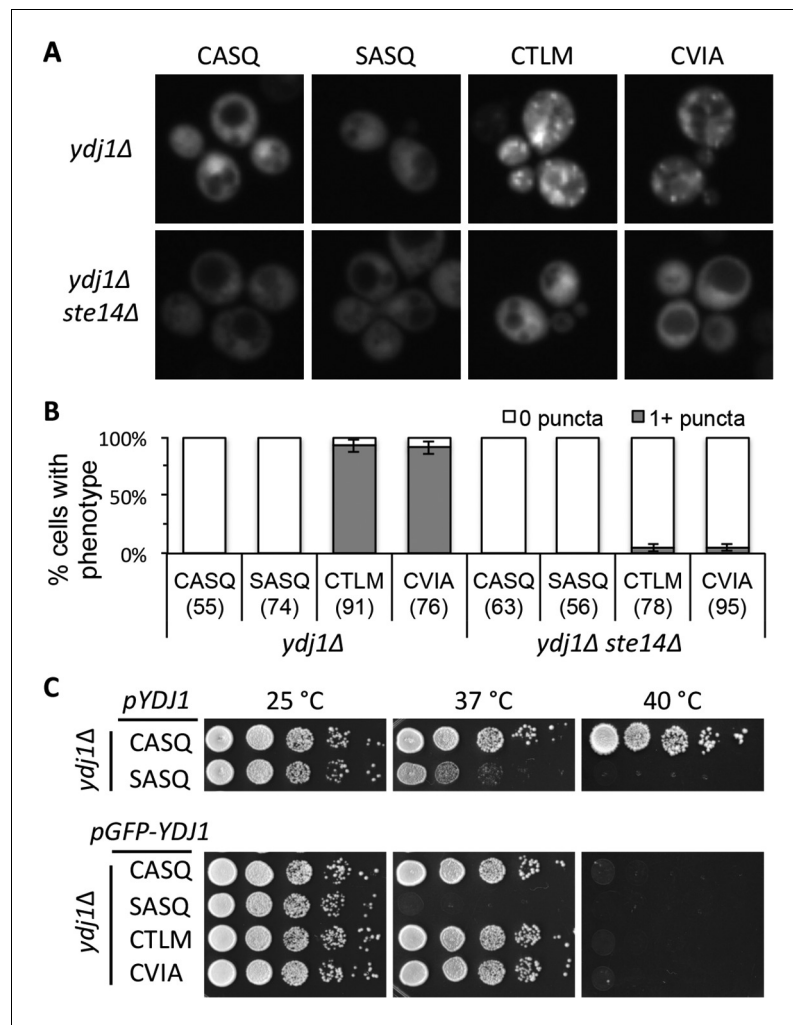 A
CASQ SASQ CTLM CVIA
ydj1Δ
ydj1Δ
ste14Δ
B
0 puncta 1+ puncta
% cells with
phenotype
100%
50%
0%
CASQ SASQ CTLM CVIA CASQ SASQ CTLM CVIA
(55) (74) (91) (76) (63) (56) (78) (95)
ydj1Δ ydj1Δ ste14Δ
C
pYDJ1 25 °C 37 °C 40 °C
ydj1Δ
CASQ
SASQ
pGFP-YDJ1
ydj1Δ
CASQ
SASQ
CTLM
CVIA